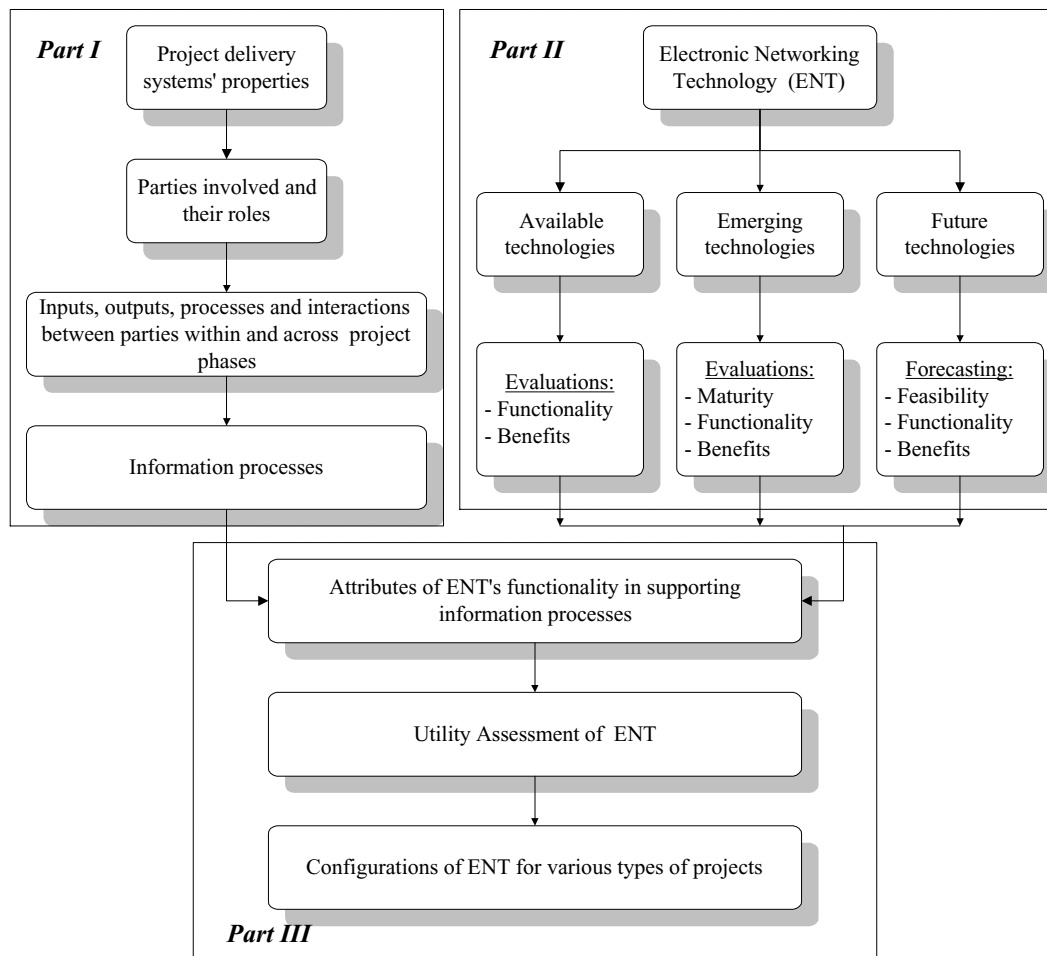 Part I
Project delivery
systems' properties
Parties involved and
their roles
Inputs, outputs, processes and interactions
between parties within and across project
phases
Information processes
Part II
Electronic Networking
Technology (ENT)
Available
technologies
Emerging
technologies
Future
technologies
Evaluations:
- Functionality
- Benefits
Evaluations:
- Maturity
- Functionality
- Benefits
Forecasting:
- Feasibility
- Functionality
- Benefits
Attributes of ENT's functionality in supporting
information processes
Utility Assessment of ENT
Configurations of ENT for various types of projects
Part III